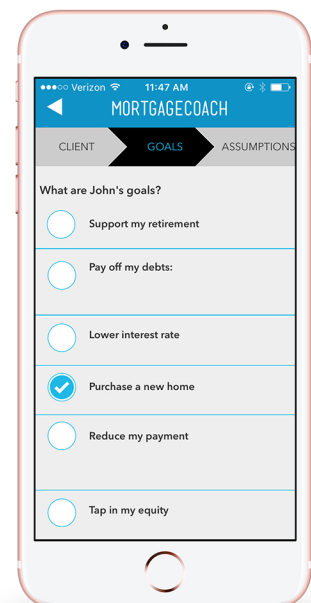 Verizon 11:47 AM
MORTGAGECOACH
CLIENT GOALS ASSUMPTIONS
What are John's goals?
Support my retirement
Pay off my debts:
Lower interest rate
Purchase a new home
Reduce my payment
Tap in my equity